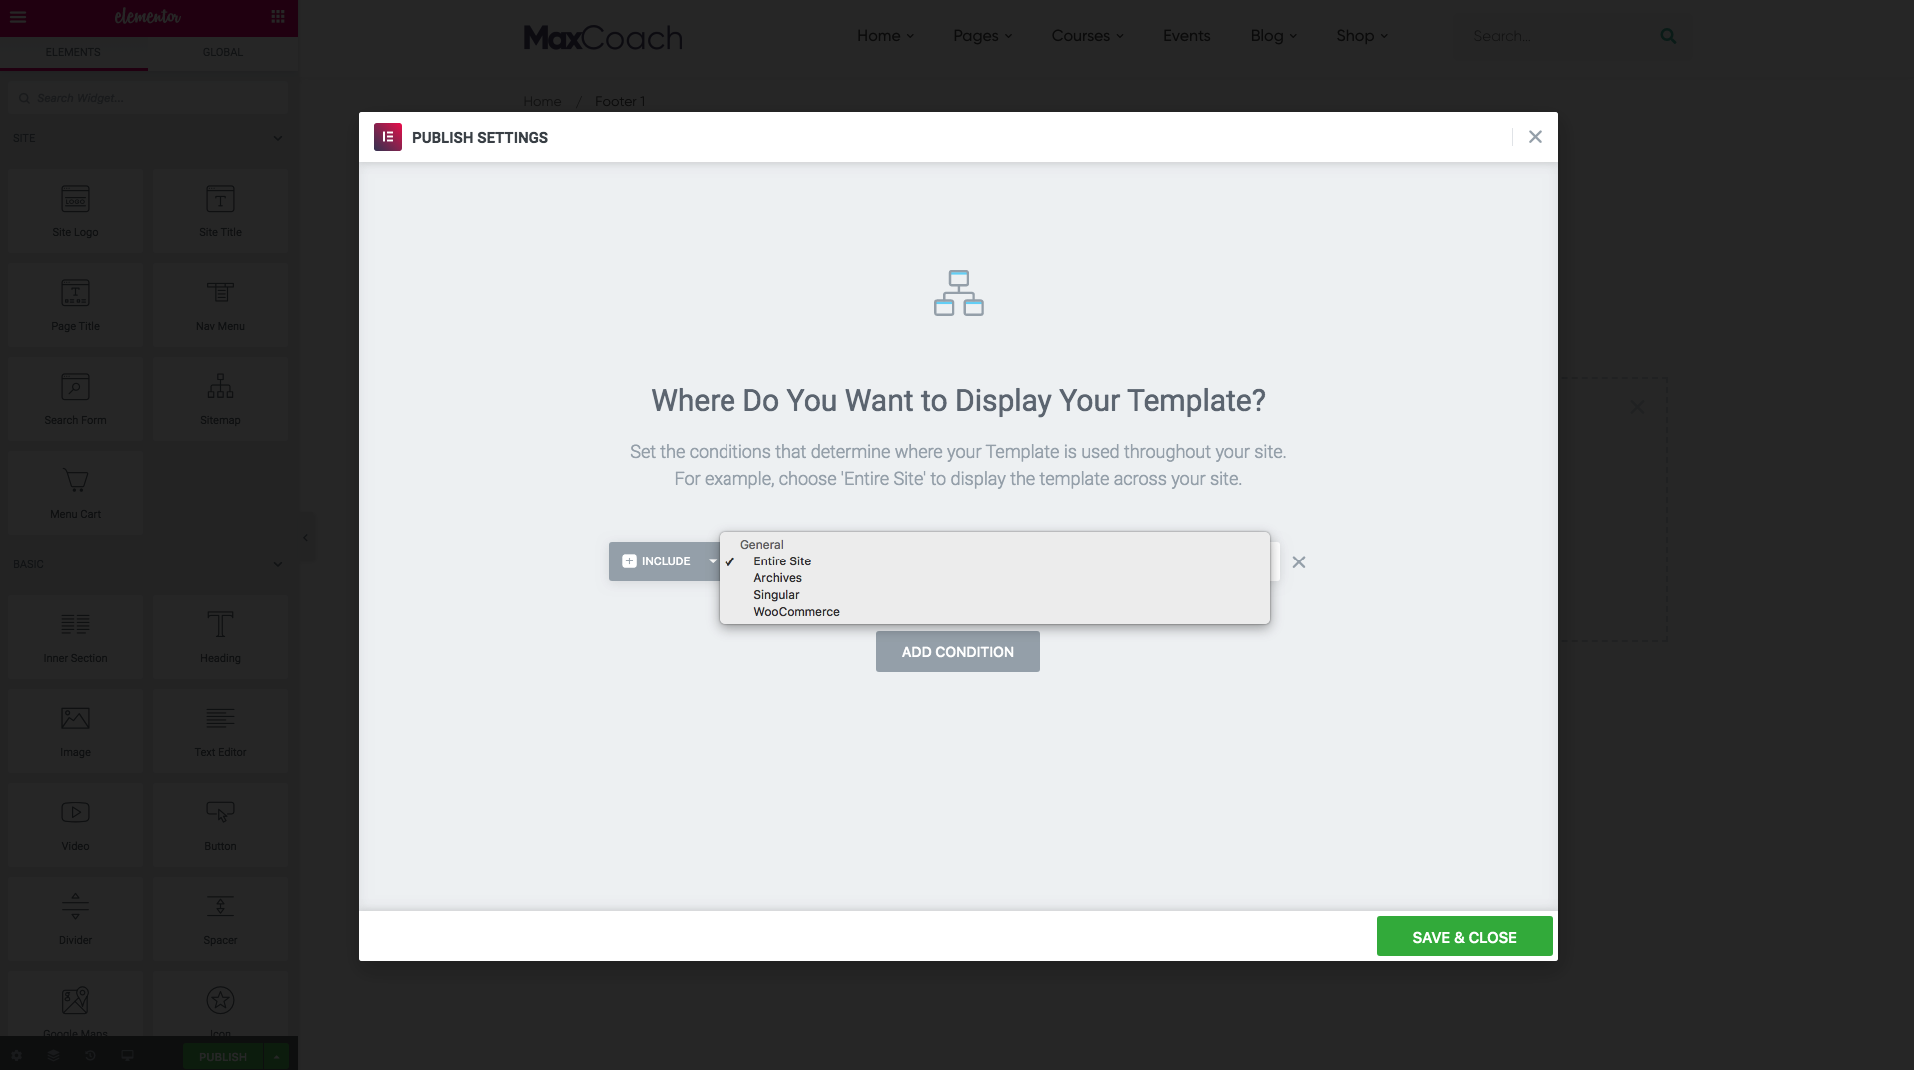 elementor
ELEMENTS
GLOBAL
Search Widget...
SITE
LOGO
Site Logo
T
Site Title
T
Page Title
Nav Menu
Search Form
Sitemap
Menu Cart
BASIC
Inner Section
Heading
Image
Text Editor
Video
Button
Divider
Spacer
Google Maps
Icon
PUBLISH
MaxCoach
Home
Pages
Courses
Events
Blog
Shop
Search...
Home / Footer 1
PUBLISH SETTINGS
Where Do You Want to Display Your Template?
Set the conditions that determine where your Template is used throughout your site.
For example, choose 'Entire Site' to display the template across your site.
INCLUDE
General
Entire Site
Archives
Singular
WooCommerce
ADD CONDITION
SAVE & CLOSE